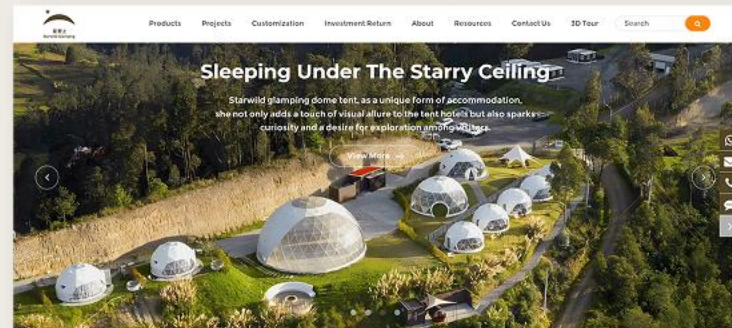 Products Projects Customization Investment Return About Resources Contact Us 3D Tour Search
Starwild Glamping
Sleeping Under The Starry Ceiling
Starwild glamping dome tent, as a unique form of accommodation,
she not only adds a touch of visual allure to the tent hotels but also sparks
curiosity and a desire for exploration among visitors.
View More